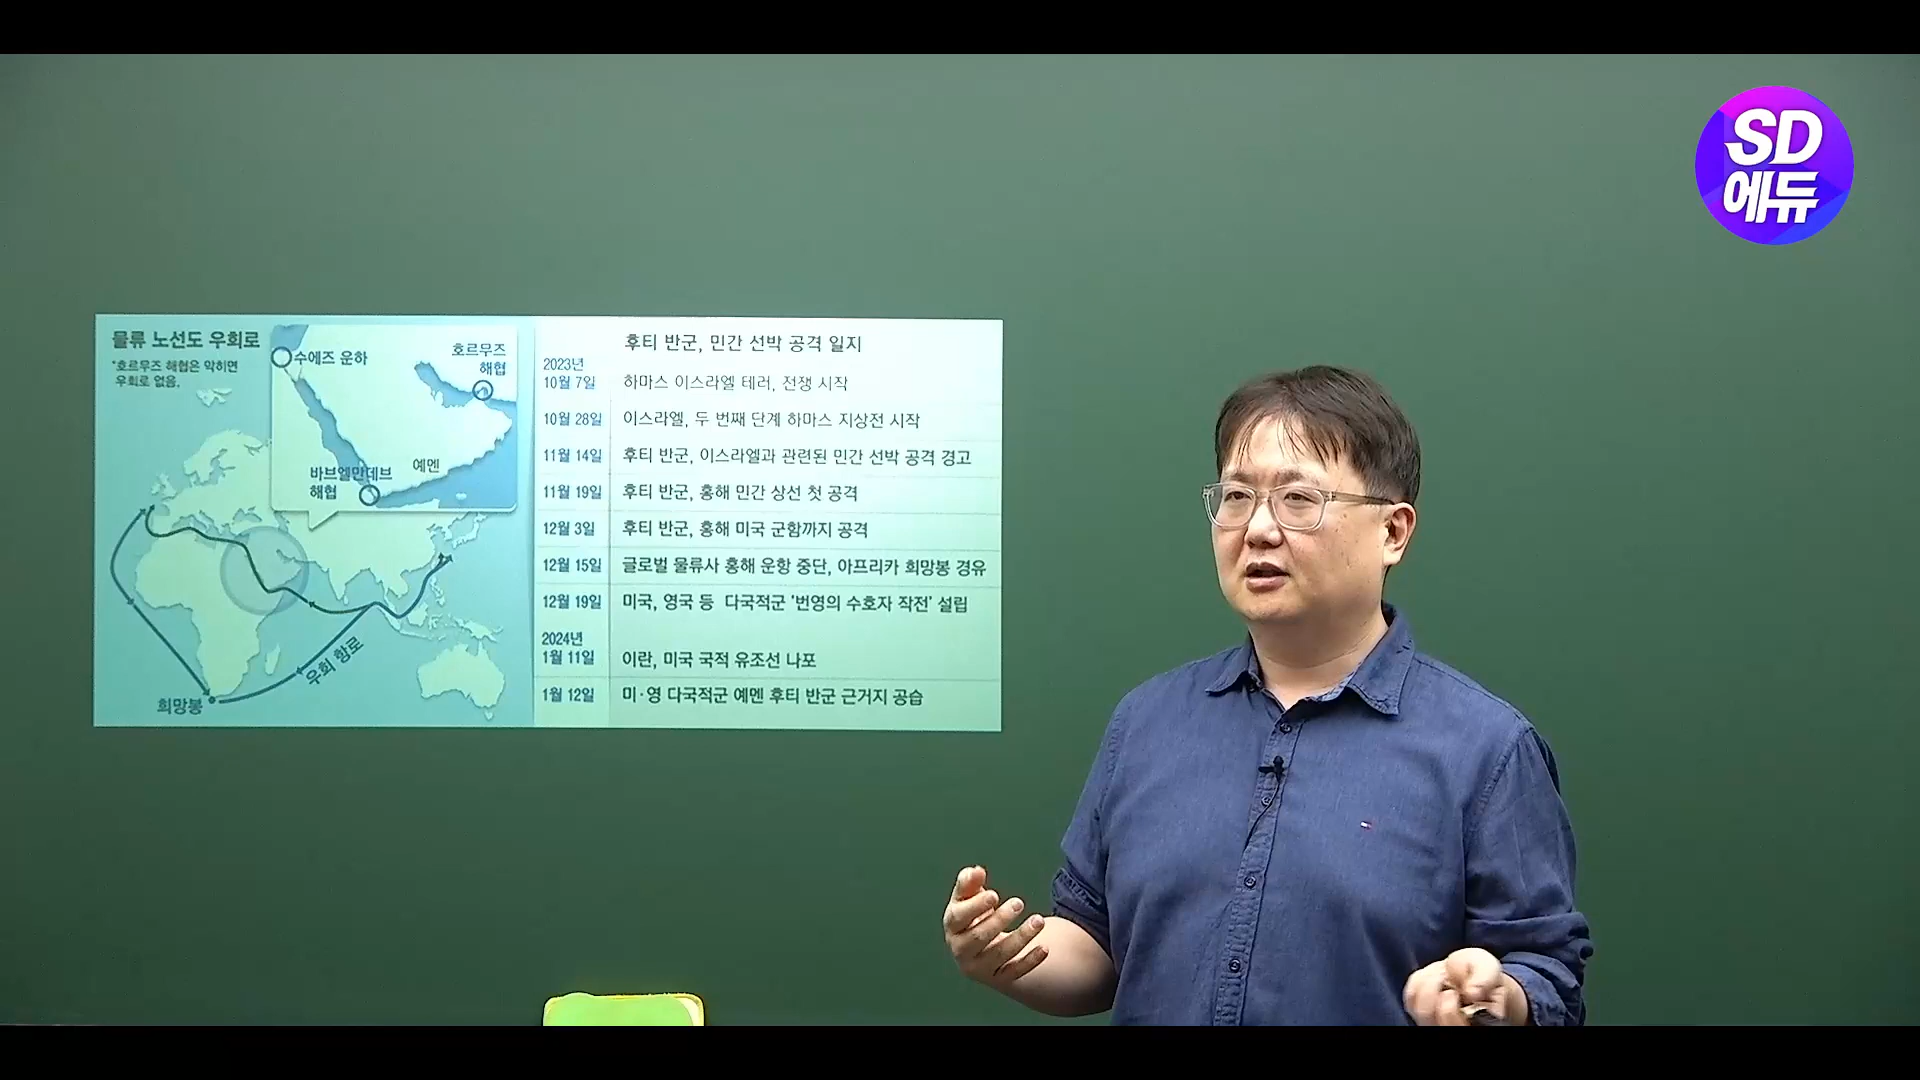 SD
에듀
물류 노선도 우회로
*호르무즈 해협은 막히면
우회로 없음.
수에즈 운하
호르무즈
해협
바브엘만데브
해협
예멘
우회 항로
희망봉
후티 반군, 민간 선박 공격 일지
2023년
10월 7일 하마스 이스라엘 테러, 전쟁 시작
10월 28일 이스라엘, 두 번째 단계 하마스 지상전 시작
11월 14일 후티 반군, 이스라엘과 관련된 민간 선박 공격 경고
11월 19일 후티 반군, 홍해 민간 상선 첫 공격
12월 3일 후티 반군, 홍해 미국 군함까지 공격
12월 15일 글로벌 물류사 홍해 운항 중단, 아프리카 희망봉 경유
12월 19일 미국, 영국 등 다국적군 '번영의 수호자 작전' 설립
2024년
1월 11일 이란, 미국 국적 유조선 나포
1월 12일 미·영 다국적군 예멘 후티 반군 근거지 공습